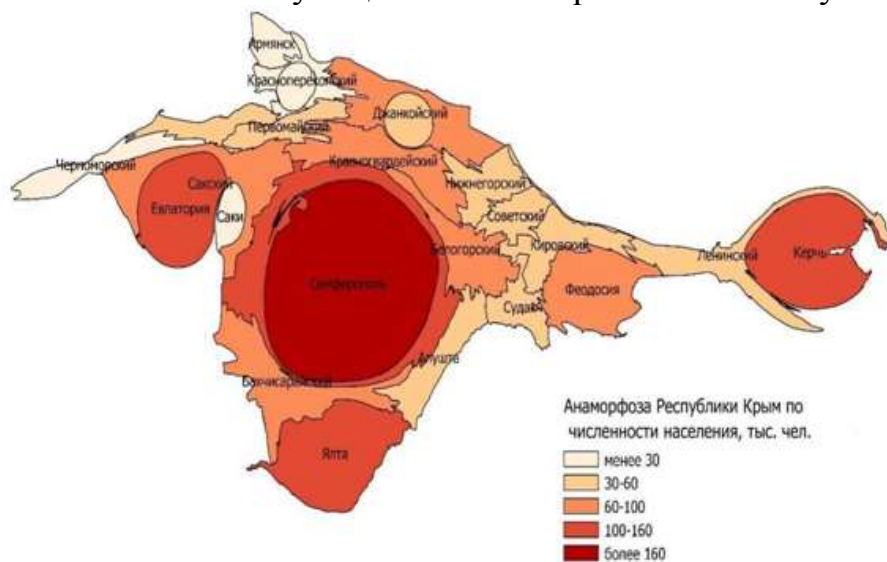 Армянск
Красноперекопский
Джанкойский
Первомайский
Черноморский
Красногвардейский
Сакский
Нижнегорский
Евпатория
Саки
Советский
Белогорский
Кировский
Ленинский
Керчь
Симферополь
Феодосия
Судак
Алушта
Бахчисарайский
Ялта
Анаморфоза Республики Крым по
численности населения, тыс. чел.
менее 30
30-60
60-100
100-160
более 160